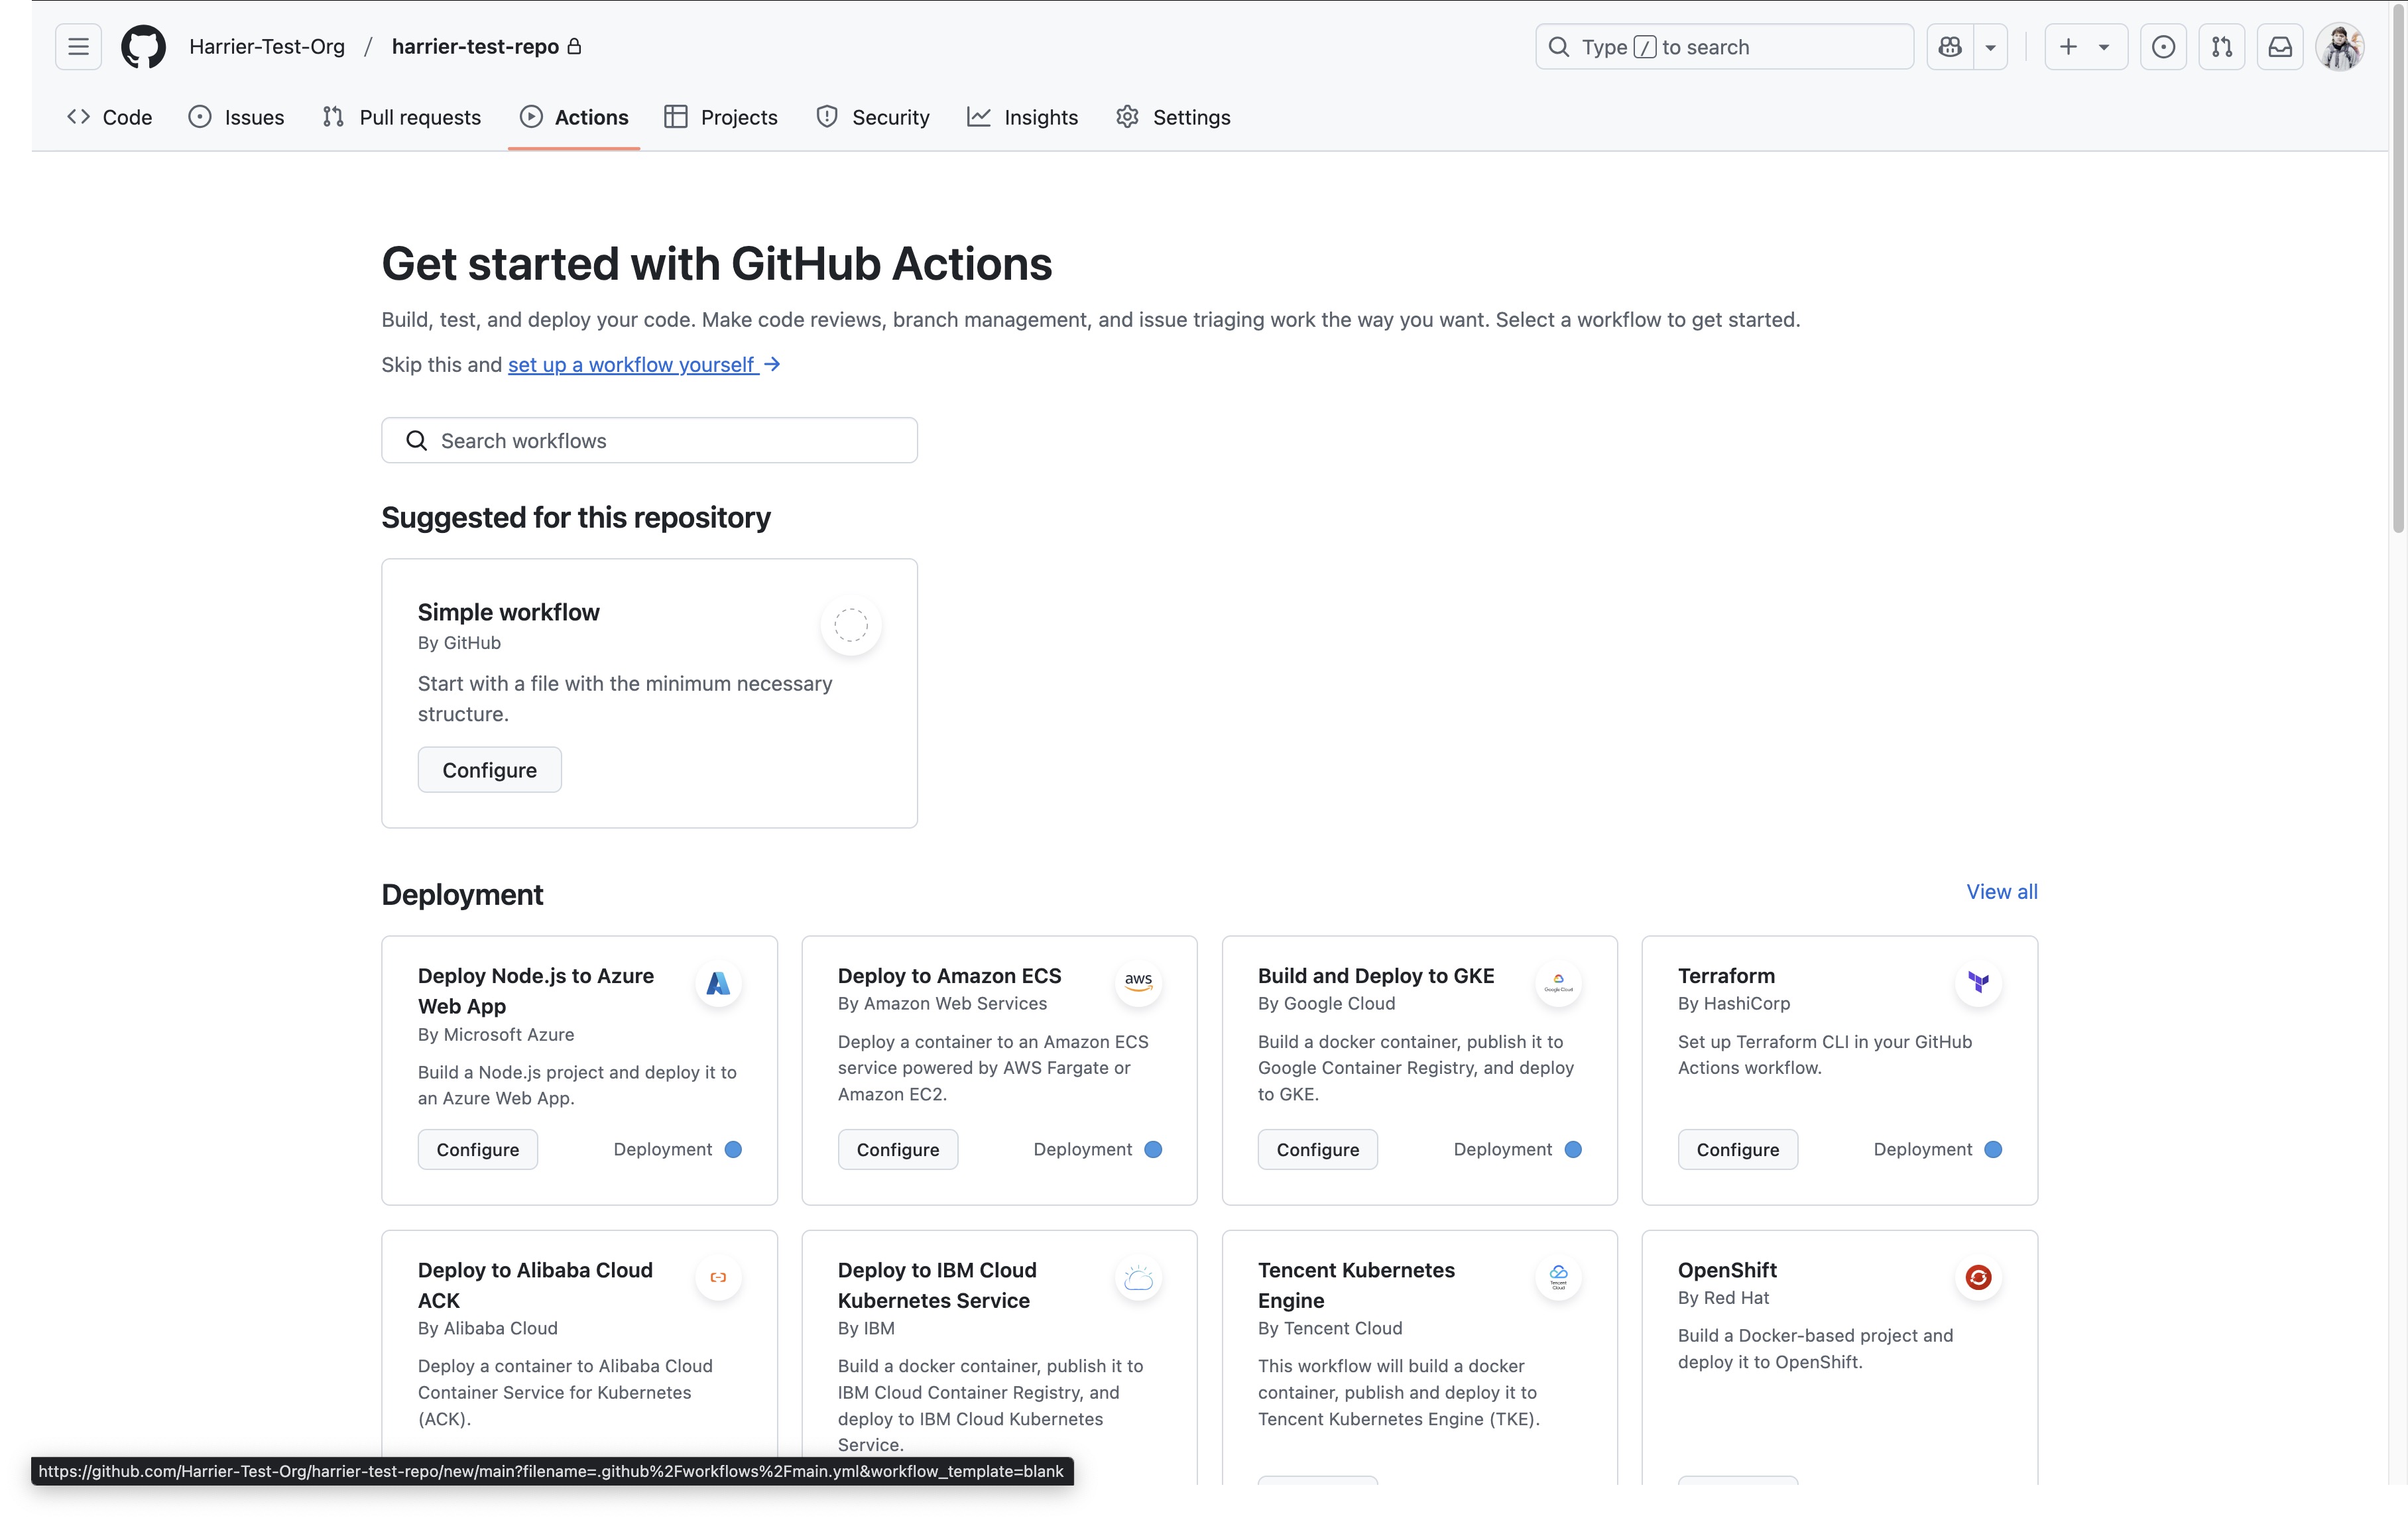 Harrier-Test-Org / harrier-test-repo
Type / to search
Code Issues Pull requests Actions Projects Security Insights Settings
Get started with GitHub Actions
Build, test, and deploy your code. Make code reviews, branch management, and issue triaging work the way you want. Select a workflow to get started.
Skip this and set up a workflow yourself →
Search workflows
Suggested for this repository
Simple workflow
By GitHub
Start with a file with the minimum necessary
structure.
Configure
Deployment
View all
Deploy Node.js to Azure
Web App
By Microsoft Azure
Build a Node.js project and deploy it to
an Azure Web App.
Configure
Deployment
Deploy to Amazon ECS
aws
By Amazon Web Services
Deploy a container to an Amazon ECS
service powered by AWS Fargate or
Amazon EC2.
Configure
Deployment
Build and Deploy to GKE
Google Cloud
By Google Cloud
Build a docker container, publish it to
Google Container Registry, and deploy
to GKE.
Configure
Deployment
Terraform
By HashiCorp
Set up Terraform CLI in your GitHub
Actions workflow.
Configure
Deployment
Deploy to Alibaba Cloud
ACK
By Alibaba Cloud
Deploy a container to Alibaba Cloud
Container Service for Kubernetes
(ACK).
Deploy to IBM Cloud
Kubernetes Service
By IBM
Build a docker container, publish it to
IBM Cloud Container Registry, and
deploy to IBM Cloud Kubernetes
Service.
Tencent Kubernetes
Engine
Tencent
Cloud
By Tencent Cloud
This workflow will build a docker
container, publish and deploy it to
Tencent Kubernetes Engine (TKE).
OpenShift
By Red Hat
Build a Docker-based project and
deploy it to OpenShift.
https://github.com/Harrier-Test-Org/harrier-test-repo/new/main?filename=.github%2Fworkflows%2Fmain.yml&workflow_template=blank